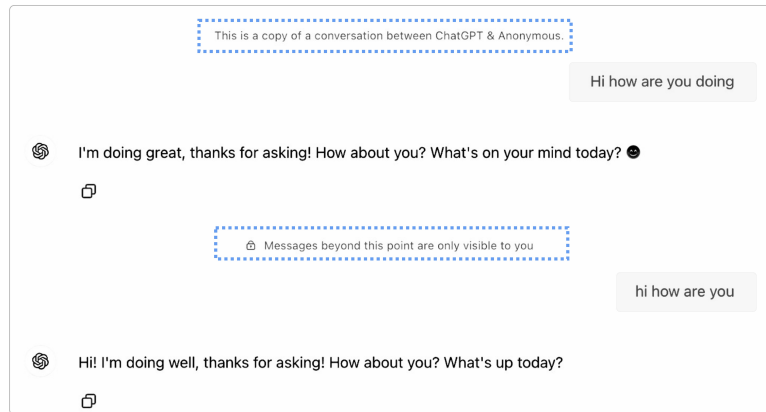 This is a copy of a conversation between ChatGPT & Anonymous.
Hi how are you doing
I'm doing great, thanks for asking! How about you? What's on your mind today? 😊
Messages beyond this point are only visible to you
hi how are you
Hi! I'm doing well, thanks for asking! How about you? What's up today?